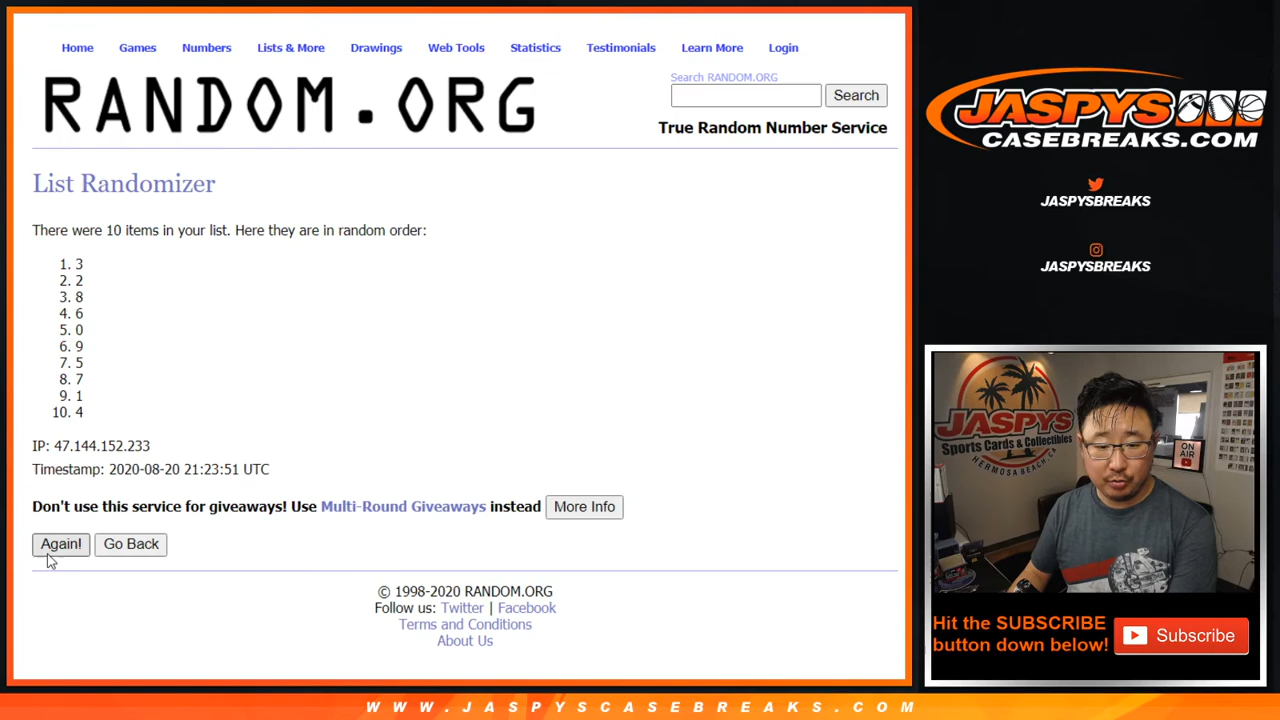 Home Games Numbers Lists & More Drawings Web Tools Statistics Testimonials Learn More Login
RANDOM.ORG
Search RANDOM.ORG
Search
True Random Number Service
List Randomizer
There were 10 items in your list. Here they are in random order:
1. 3
2. 2
3. 8
4. 6
5. 0
6. 9
7. 5
8. 7
9. 1
10. 4
IP: 47.144.152.233
Timestamp: 2020-08-20 21:23:51 UTC
Don't use this service for giveaways! Use Multi-Round Giveaways instead More Info
Again! Go Back
© 1998-2020 RANDOM.ORG
Follow us: Twitter | Facebook
Terms and Conditions
About Us
JASPYS
CASEBREAKS.COM
JASPYSBREAKS
JASPYSBREAKS
JASPYS
Sports Cards & Collectibles
HERMOSA BEACH, CA
ON
AIR
Hit the SUBSCRIBE
button down below!
Subscribe
WWW.JASPYSCASEBREAKS.COM